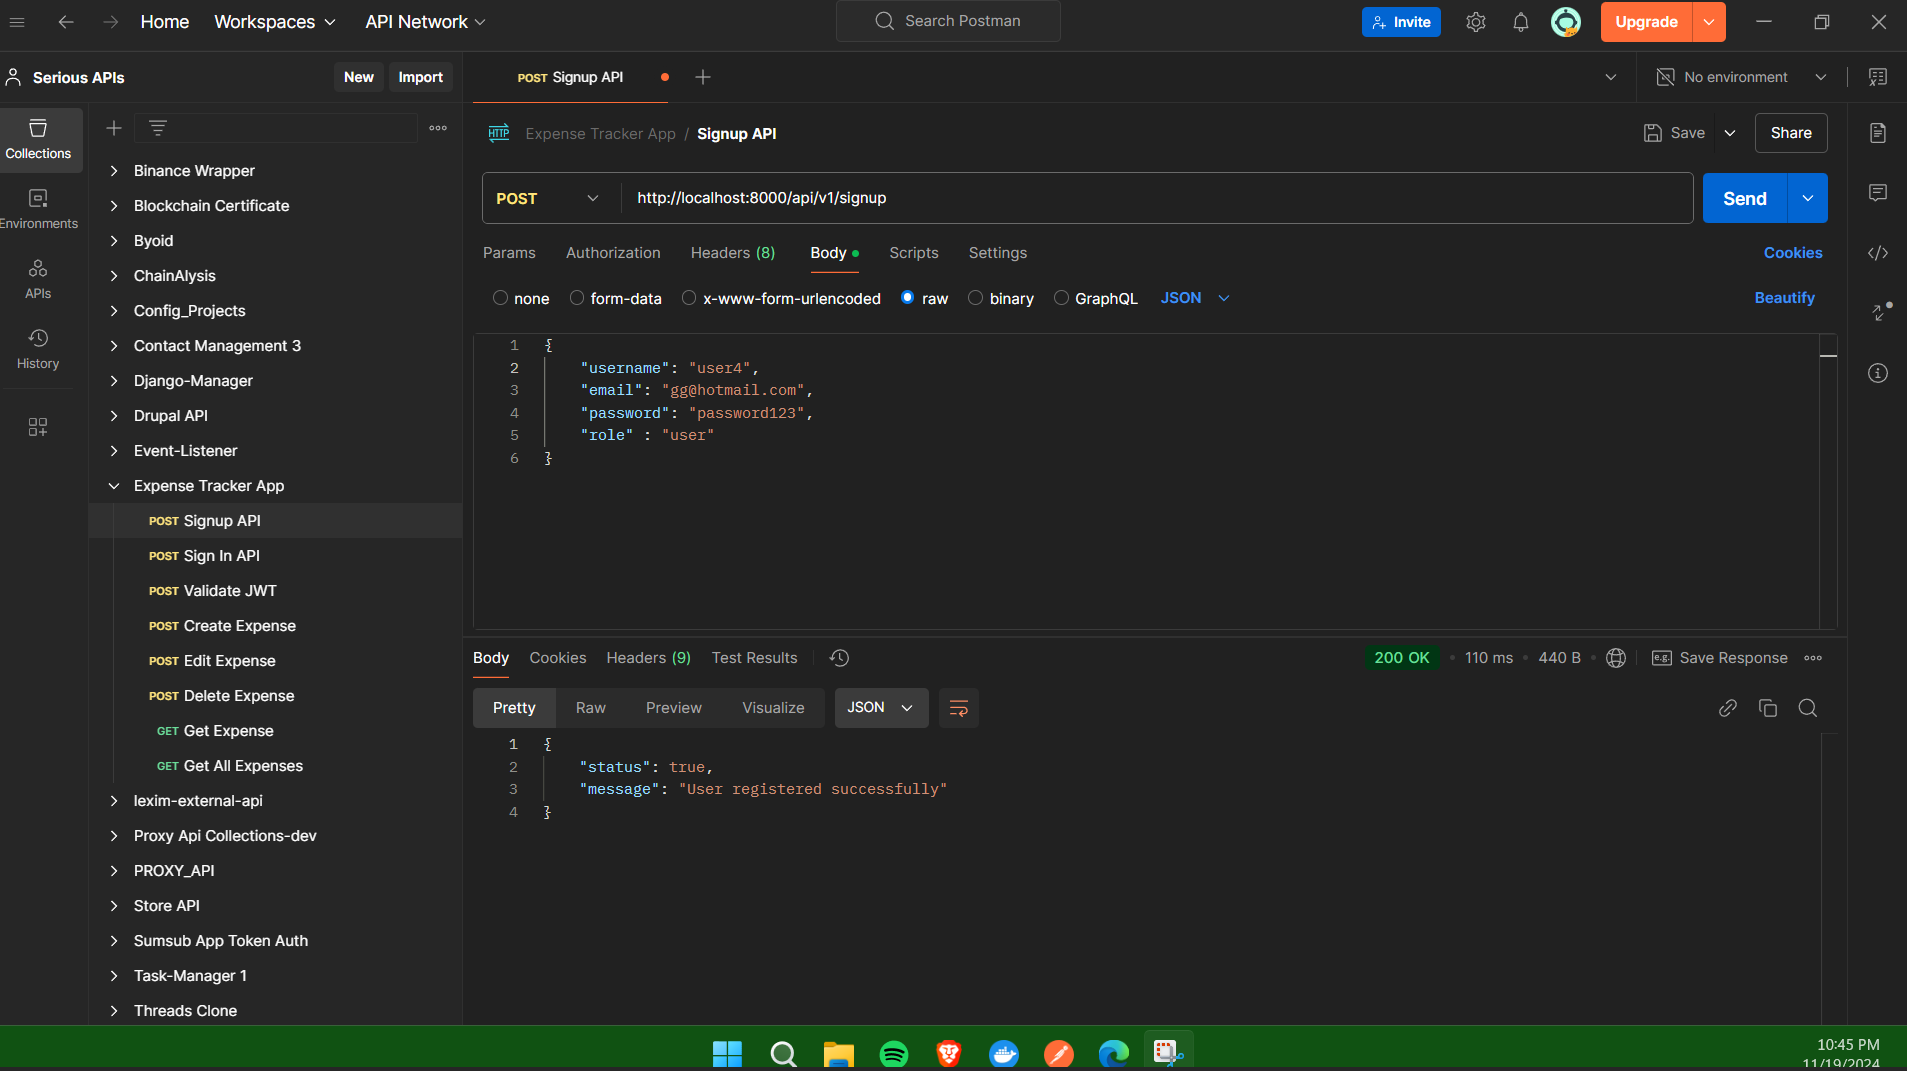 Home
Workspaces
API Network
Search Postman
Invite
Upgrade
Serious APIs
New
Import
POST Signup API
No environment
Collections
Environments
APIs
History
Binance Wrapper
Blockchain Certificate
Byoid
ChainAlysis
Config_Projects
Contact Management 3
Django-Manager
Drupal API
Event-Listener
Expense Tracker App
POST Signup API
POST Sign In API
POST Validate JWT
POST Create Expense
POST Edit Expense
POST Delete Expense
GET Get Expense
GET Get All Expenses
lexim-external-api
Proxy Api Collections-dev
PROXY_API
Store API
Sumsub App Token Auth
Task-Manager 1
Threads Clone
HTTP Expense Tracker App / Signup API
Save
Share
POST
http://localhost:8000/api/v1/signup
Send
Params Authorization Headers (8) Body Scripts Settings
Cookies
none form-data x-www-form-urlencoded raw binary GraphQL JSON
Beautify
1 {
2 "username": "user4",
3 "email": "gg@hotmail.com",
4 "password": "password123",
5 "role" : "user"
6 }
Body Cookies Headers (9) Test Results
200 OK • 110 ms • 440 B •
e.g. Save Response
Pretty Raw Preview Visualize JSON
1 {
2 "status": true,
3 "message": "User registered successfully"
4 }
10:45 PM
11/19/2024